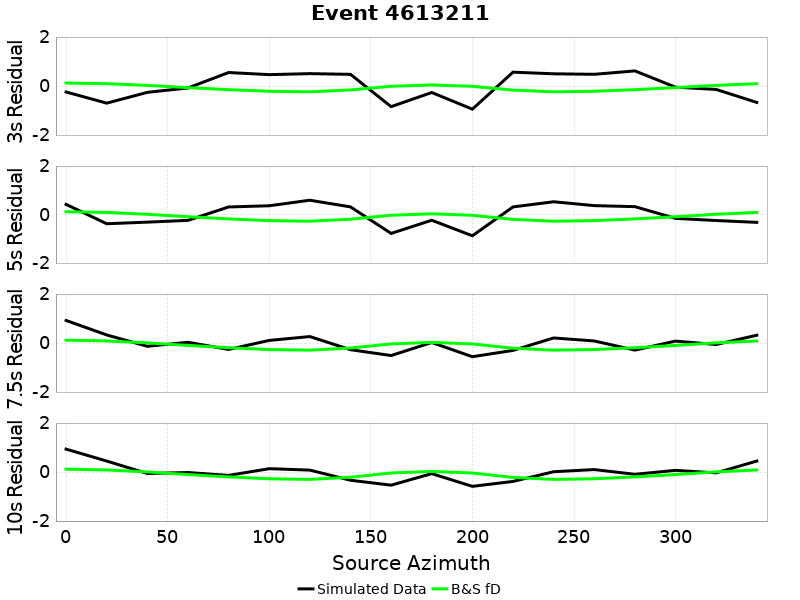 Event 4613211
3s Residual
2
0
-2
5s Residual
2
0
-2
7.5s Residual
2
0
-2
10s Residual
2
0
-2
0 50 100 150 200 250 300
Source Azimuth
Simulated Data B&S fD